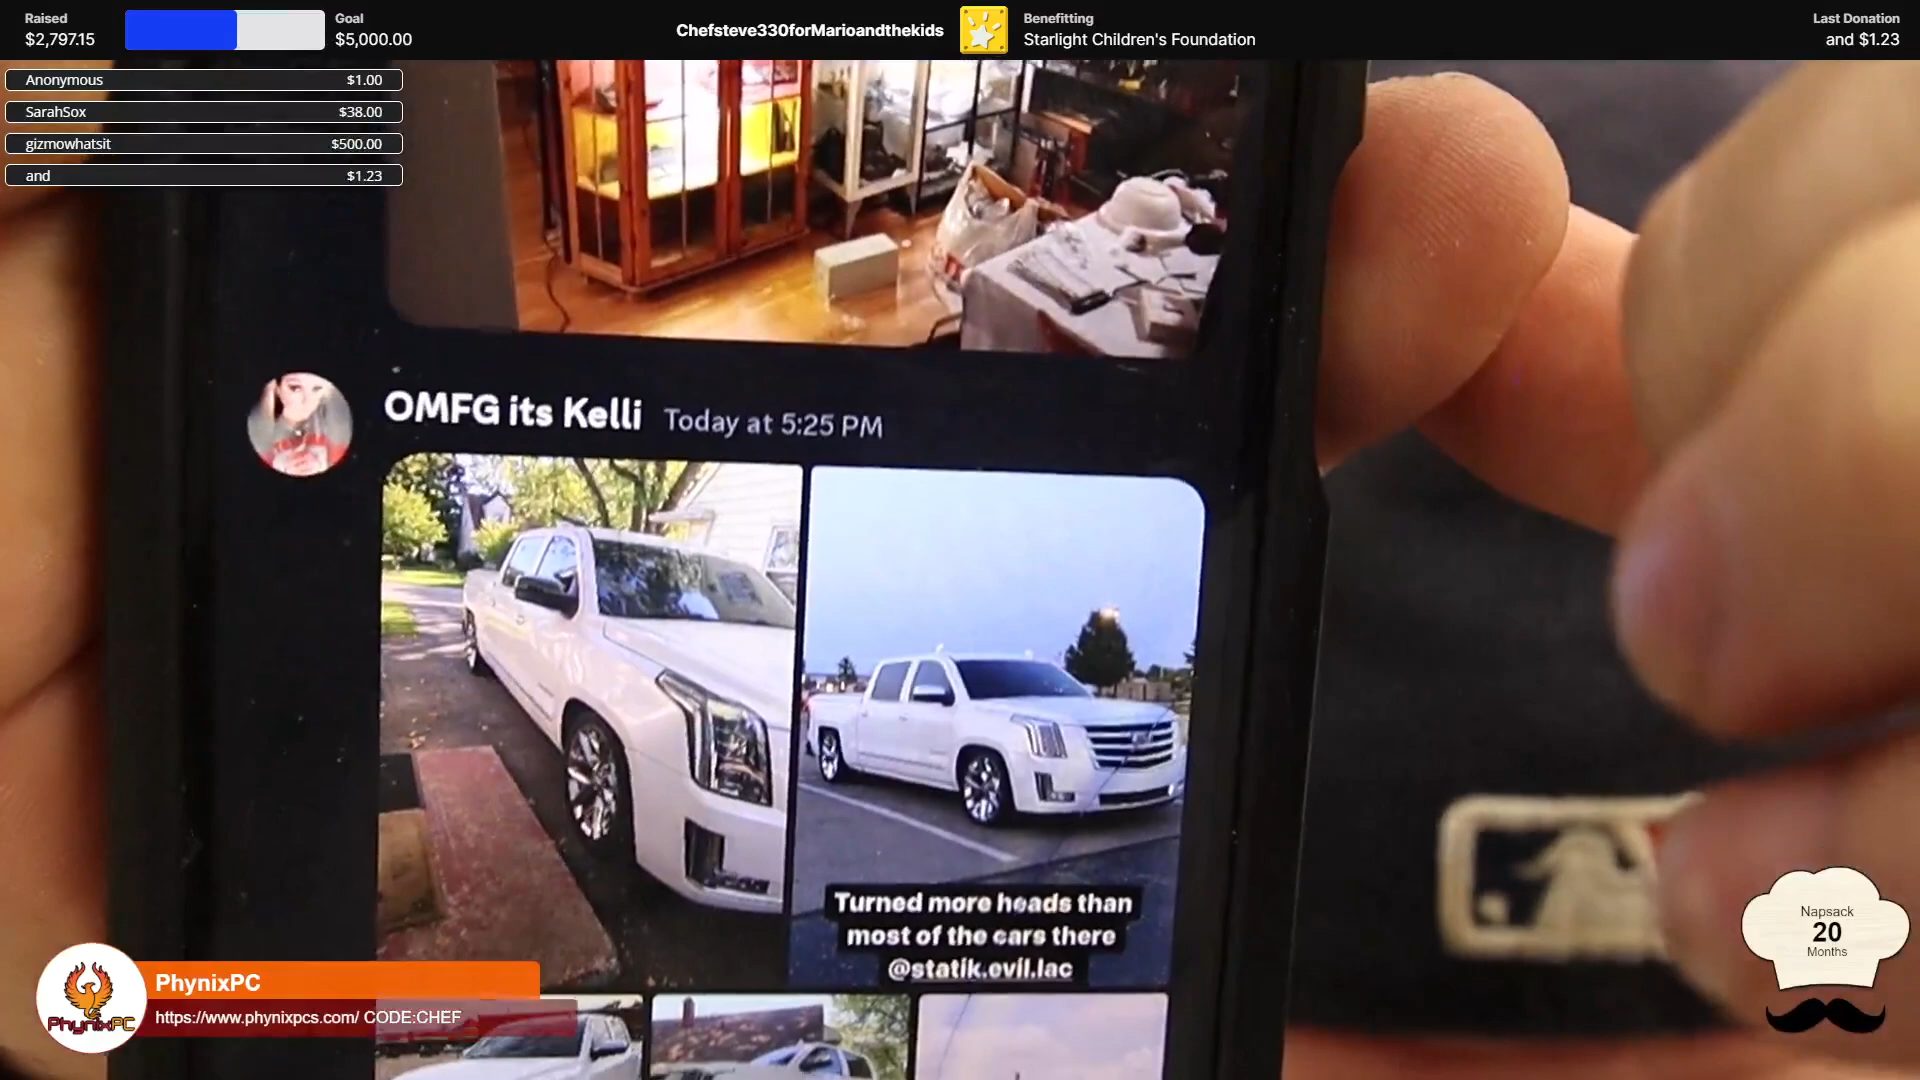 Raised
$2,797.15
Goal
$5,000.00
Chefsteve330forMarioandthekids
Benefitting
Starlight Children's Foundation
Last Donation
and $1.23
Anonymous $1.00
SarahSox $38.00
gizmowhatsit $500.00
and $1.23
OMFG its Kelli Today at 5:25 PM
Turned more heads than
most of the cars there
@statik.evil.lac
PhynixPC
PhynixPC
https://www.phynixpcs.com/ CODE:CHEF
Napsack
20
Months